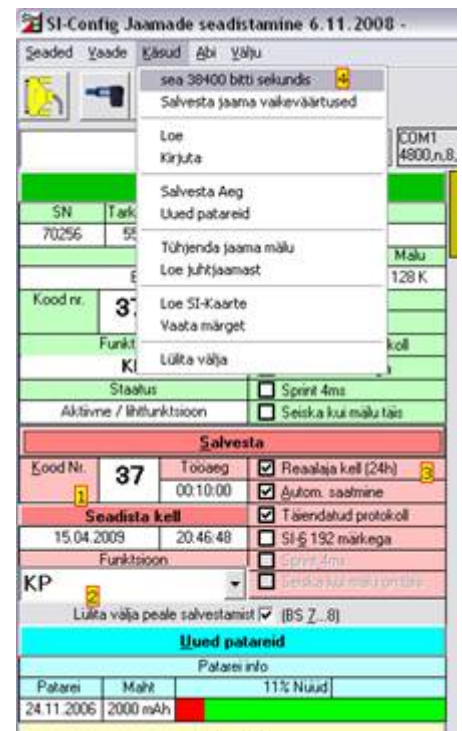 SI-Config Jaamade seadistamine 6.11.2008 -
Seaded Vaade Käsud Abi Välju
sea 38400 bitti sekundis 4
Salvesta jaama vaikeväärtused
Loe
Kirjuta
Salvesta Aeg
Uued patareid
Tühjenda jaama mälu
Loe juhtjaamast
Loe SI-Kaarte
Vaata märget
Lülita välja
COM1
4800,n,8,
SN Tark
70256 55
Mälu
128 K
Kood nr. 37
Funkt koll
Staatus Sprint 4ms
Aktiivne / lihtfunktsioon Seiska kui mälu täis
Salvesta
Kood Nr. 37 Tööaeg Reaalaja kell (24h) 3
1 00:10:00 Autom. saatmine
Seadista kell Täiendatud protokoll
15.04.2009 20:46:48 SI-6 192 märkega
Funktsioon Sprint 4ms
KP Seiska kui mälu on täis
2
Lülita välja peale salvestamist (BS 7...8)
Uued patareid
Patarei info
Patarei Maht 11% Nüüd
24.11.2006 2000 mAh